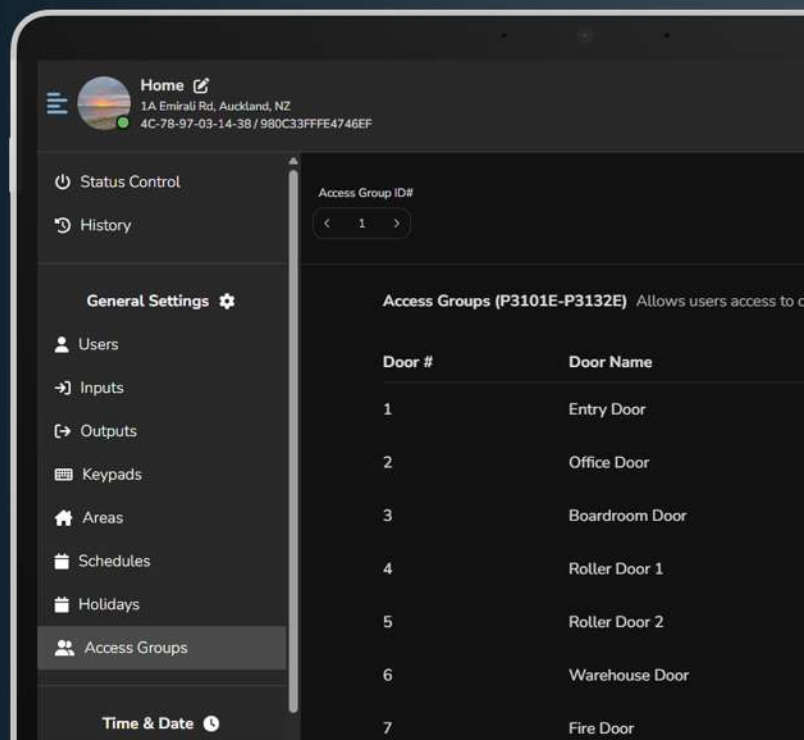 Home
1A Emirali Rd, Auckland, NZ
4C-78-97-03-14-38 / 980C33FFFE4746EF
Status Control
History
General Settings
Users
Inputs
Outputs
Keypads
Areas
Schedules
Holidays
Access Groups
Time & Date
Access Group ID#
1
Access Groups (P3101E-P3132E) Allows users access to
Door # Door Name
1 Entry Door
2 Office Door
3 Boardroom Door
4 Roller Door 1
5 Roller Door 2
6 Warehouse Door
7 Fire Door